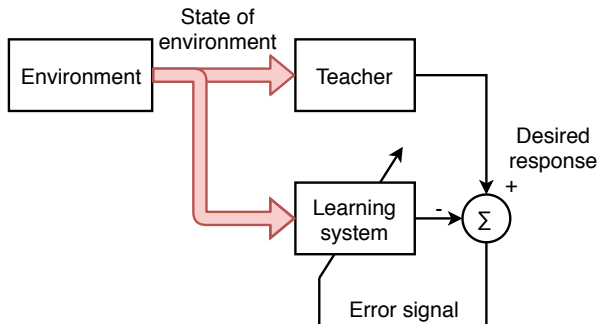 State of
environment
Environment
Teacher
Desired
response
+
Learning
system
-
Σ
Error signal